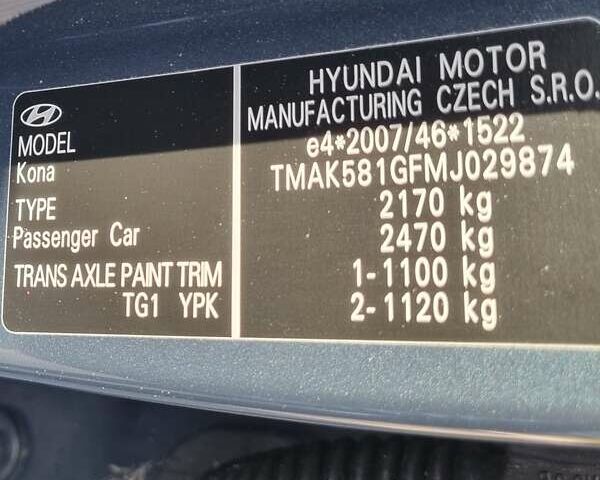 MODEL
Kona
TYPE
Passenger Car
TRANS AXLE PAINT TRIM
TG1 YPK
HYUNDAI MOTOR
MANUFACTURING CZECH S.R.O.
e4*2007/46*1522
TMAK581GFMJ029874
2170 kg
2470 kg
1-1100 kg
2-1120 kg